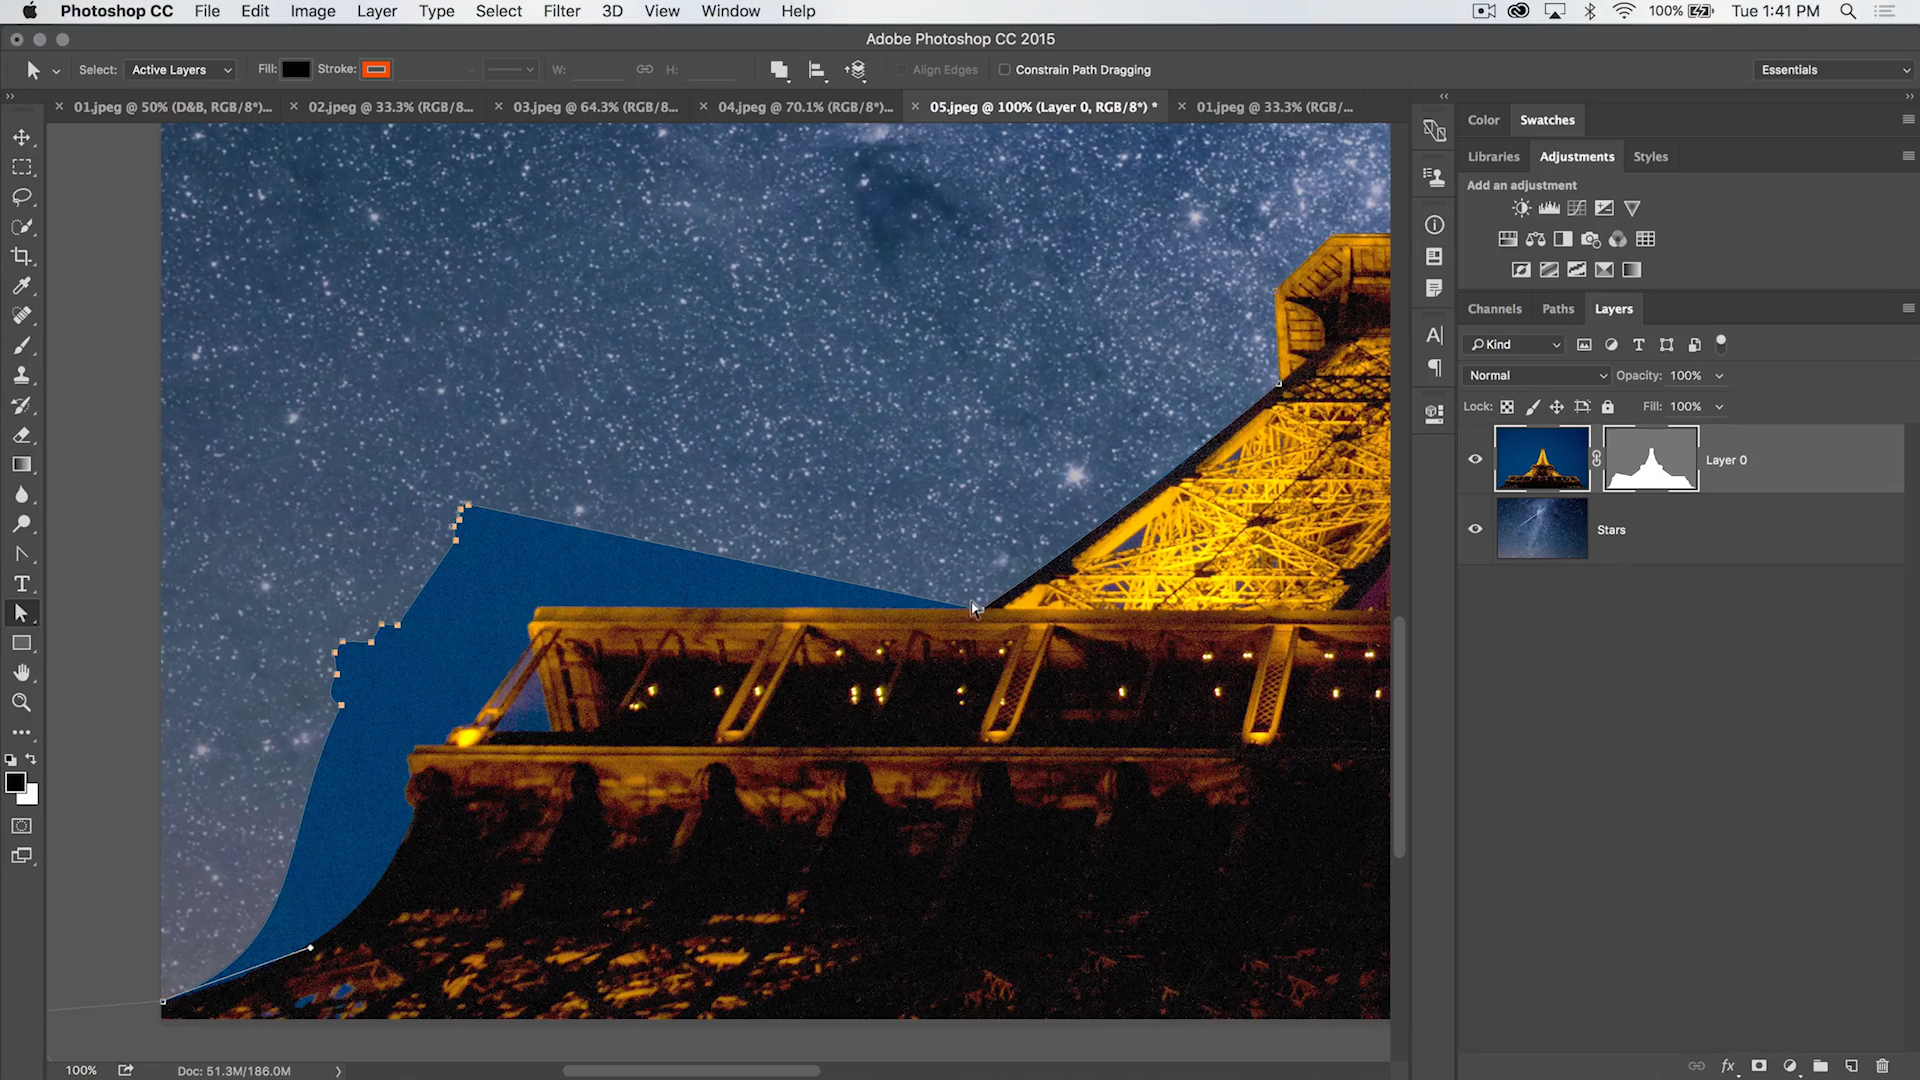 Photoshop CC File Edit Image Layer Type Select Filter 3D View Window Help 100% Tue 1:41 PM
Adobe Photoshop CC 2015
Select: Active Layers Fill: Stroke: W: H: Align Edges Constrain Path Dragging Essentials
01.jpeg @ 50% (D&B, RGB/8*)... 02.jpeg @ 33.3% (RGB/8... 03.jpeg @ 64.3% (RGB/8... 04.jpeg @ 70.1% (RGB/8*)... 05.jpeg @ 100% (Layer 0, RGB/8*) * 01.jpeg @ 33.3% (RGB/...
Color Swatches
Libraries Adjustments Styles
Add an adjustment
Channels Paths Layers
Kind
Normal Opacity: 100%
Lock: Fill: 100%
Layer 0
Stars
100% Doc: 51.3M/186.0M